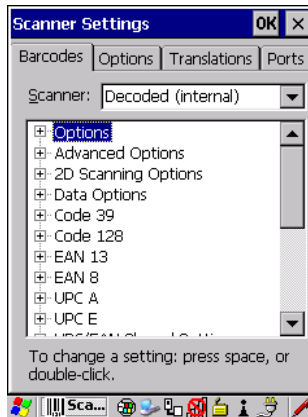 Scanner Settings OK
Barcodes Options Translations Ports
Scanner: Decoded (internal)
Options
Advanced Options
2D Scanning Options
Data Options
Code 39
Code 128
EAN 13
EAN 8
UPC A
UPC E
To change a setting: press space, or
double-click.
Sca...